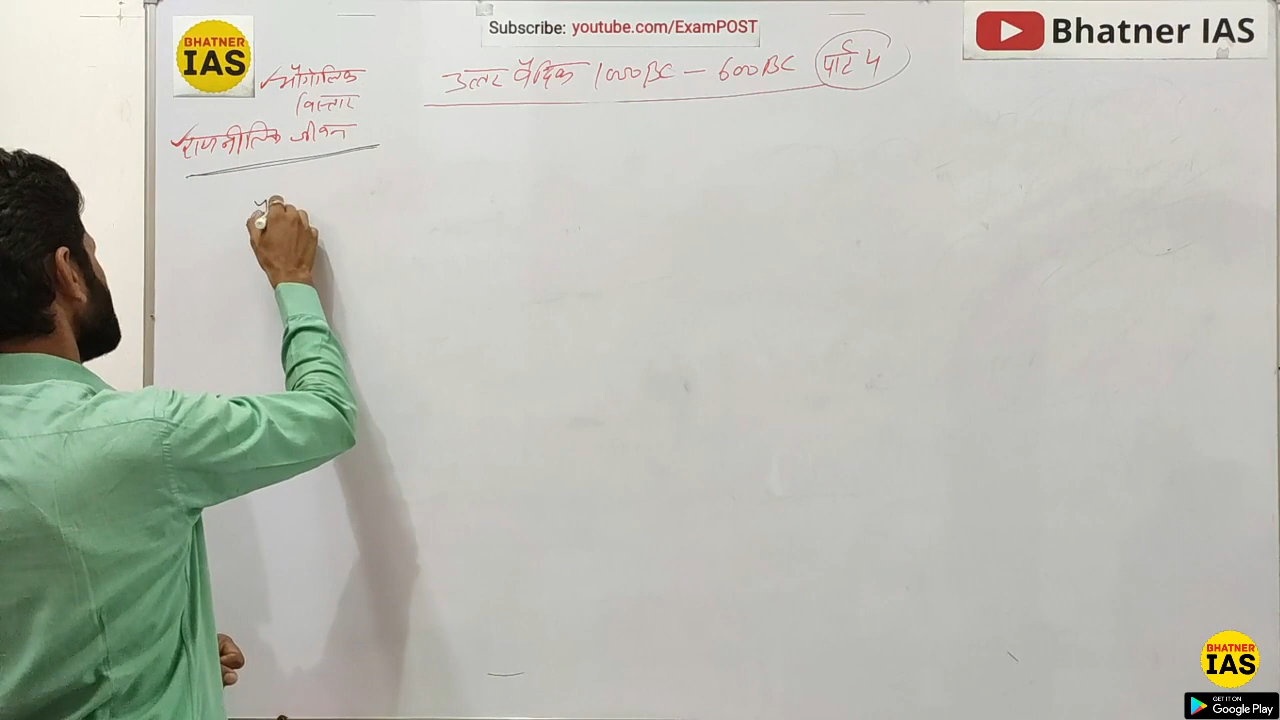 BHATNER
IAS
Subscribe: youtube.com/ExamPOST
Bhatner IAS
उत्तर वैदिक 1000BC – 600BC पार्ट 4
भौगोलिक
विस्तार
राजनीतिक जीवन
BHATNER
IAS
GET IT ON
Google Play